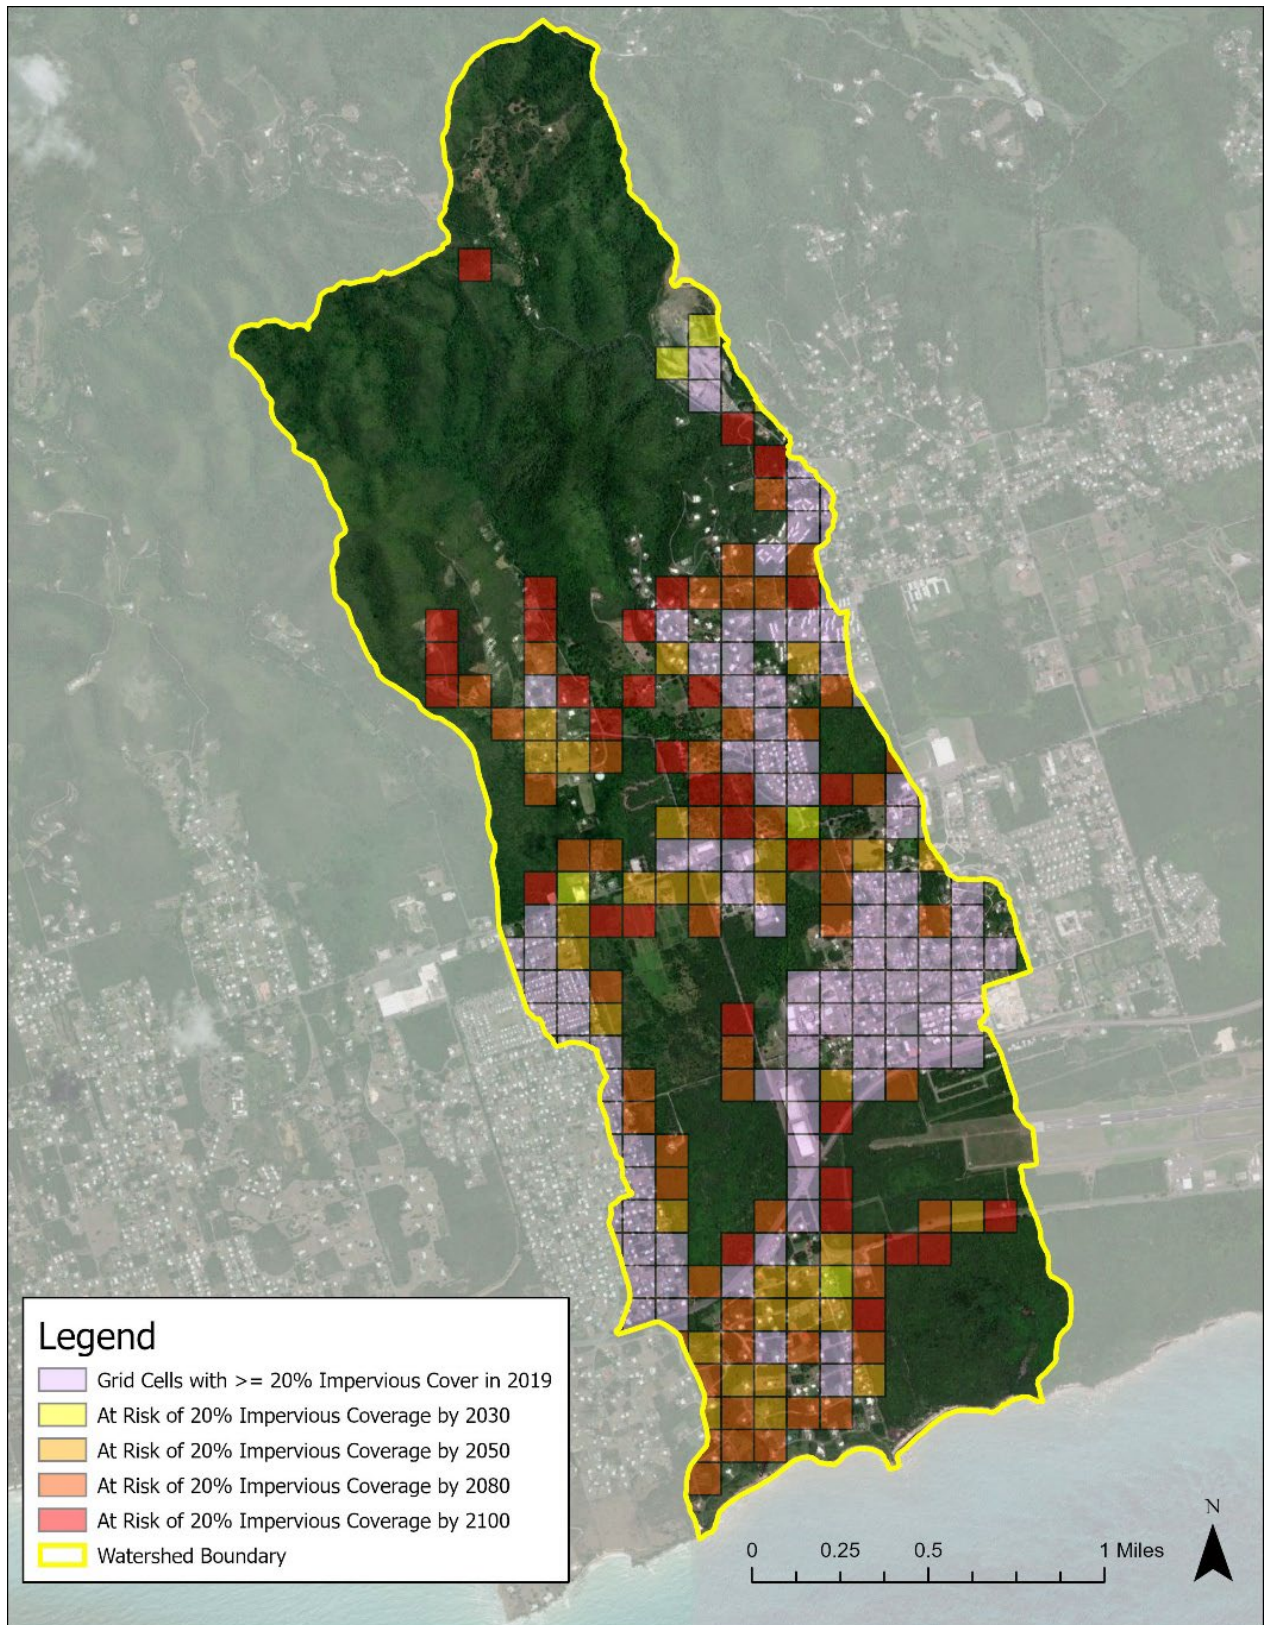 Legend
Grid Cells with >= 20% Impervious Cover in 2019
At Risk of 20% Impervious Coverage by 2030
At Risk of 20% Impervious Coverage by 2050
At Risk of 20% Impervious Coverage by 2080
At Risk of 20% Impervious Coverage by 2100
Watershed Boundary
N
0 0.25 0.5 1 Miles